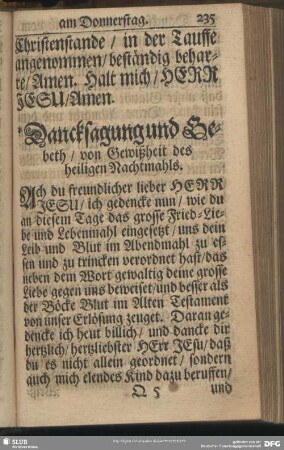 am Donnerstag. 235
Christenstande / in der Tauffe
angenommen / beständig behar-
re / Amen. Halt mich / HERR
JESU / Amen.
Dancksagung und Ge-
beth / von Gewißheit des
heiligen Nachtmahls.
Ach du freundlicher lieber HERR
JESU / ich gedencke nun / wie du
an diesem Tage das grosse Fried-Lie-
be und Lebenmahl eingesetzt / uns dein
Leib und Blut im Abendmahl zu es-
sen und zu trincken verordnet hast / das
neben dem Wort gewaltig deine grosse
Liebe gegen uns beweiset / und besser als
der Böcke Blut im Alten Testament
von unser Erlösung zeuget. Daran ge-
dencke ich heut billich / und dancke dir
hertzlich / hertzliebster HErr JEsu / daß
du es nicht allein geordnet / sondern
auch mich elendes Kind dazu beruffen /
Q 5 und
SLUB
DFG